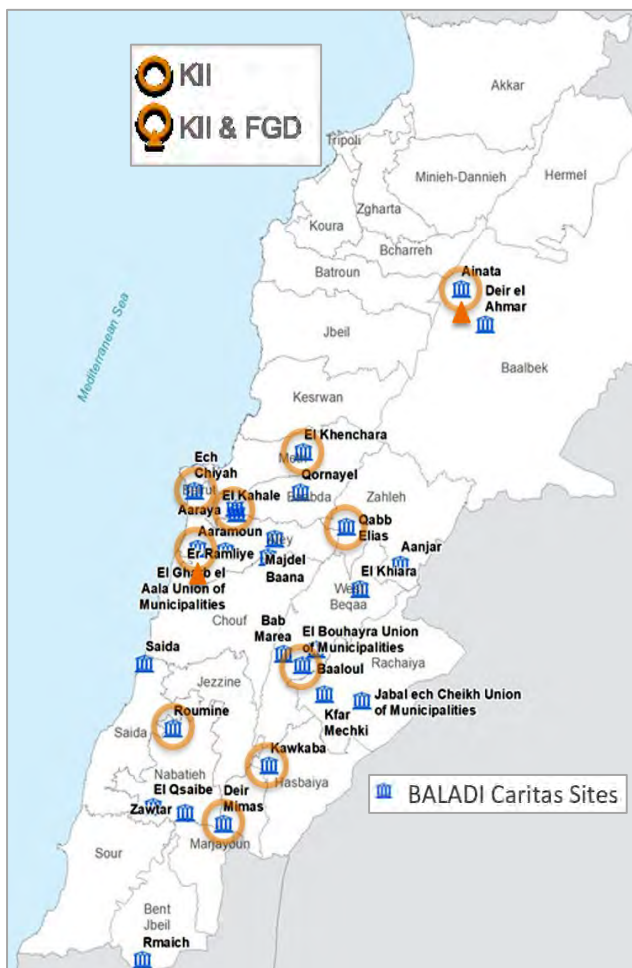 KII
KII & FGD
Akkar
Tripoli
Minieh-Dannieh
Hermel
Zgharta
Koura
Bcharreh
Batroun
Ainata
Deir el
Ahmar
Jbeil
Baalbek
Mediterranean Sea
Kesrwan
El Khenchara
Ech
Chiyah
Qornayel
Zahleh
El Kahale
Aaraya
Qabb
Elias
Aaramoun
Aanjar
Er-Ramliye
Majdel
Baana
El Gharb el
Aala Union of
Municipalities
El Khiara
West
Beqaa
Chouf
Bab
Marea
El Bouhayra Union
of Municipalities
Saida
Baaloul
Rachaiya
Jezzine
Jabal ech Cheikh Union
of Municipalities
Kfar
Mechki
Roumine
Saida
Kawkaba
Nabatieh
Hasbaiya
El Qsaibe
Deir
Mimas
Zawtar
BALADI Caritas Sites
Marjayoun
Sour
Bent
Jbeil
Rmaich